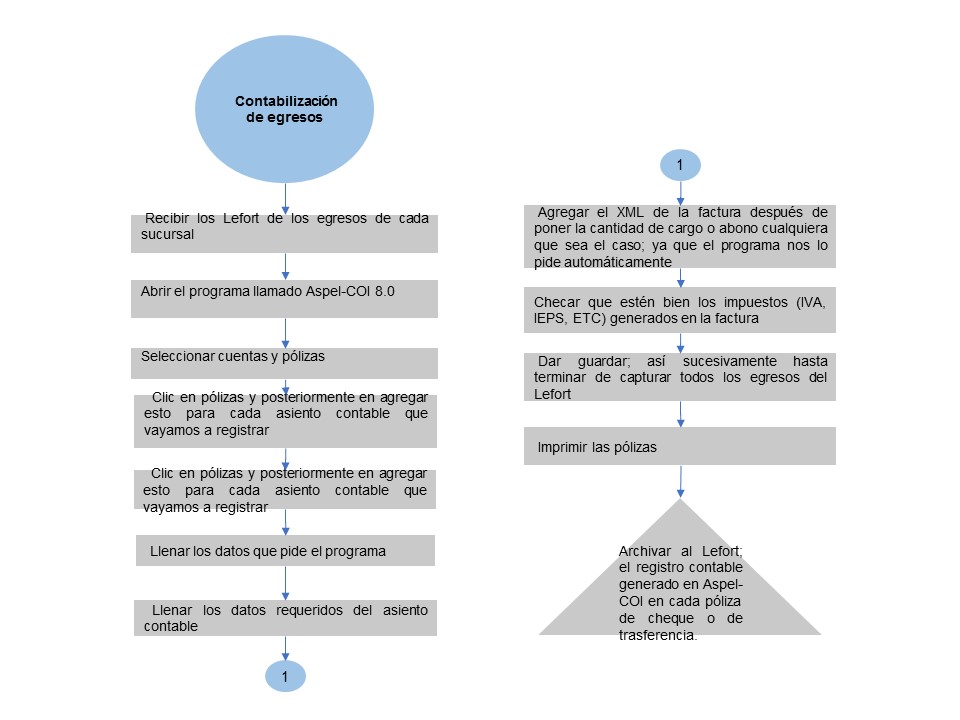 Contabilización
de egresos
Recibir los Lefort de los egresos de cada
sucursal
Abrir el programa llamado Aspel-COI 8.0
Seleccionar cuentas y pólizas
Clic en pólizas y posteriormente en agregar
esto para cada asiento contable que
vayamos a registrar
Clic en pólizas y posteriormente en agregar
esto para cada asiento contable que
vayamos a registrar
Llenar los datos que pide el programa
Llenar los datos requeridos del asiento
contable
1
1
Agregar el XML de la factura después de
poner la cantidad de cargo o abono cualquiera
que sea el caso; ya que el programa nos lo
pide automáticamente
Checar que estén bien los impuestos (IVA,
IEPS, ETC) generados en la factura
Dar guardar; así sucesivamente hasta
terminar de capturar todos los egresos del
Lefort
Imprimir las pólizas
Archivar al Lefort;
el registro contable
generado en Aspel-
COI en cada póliza
de cheque o de
trasferencia.